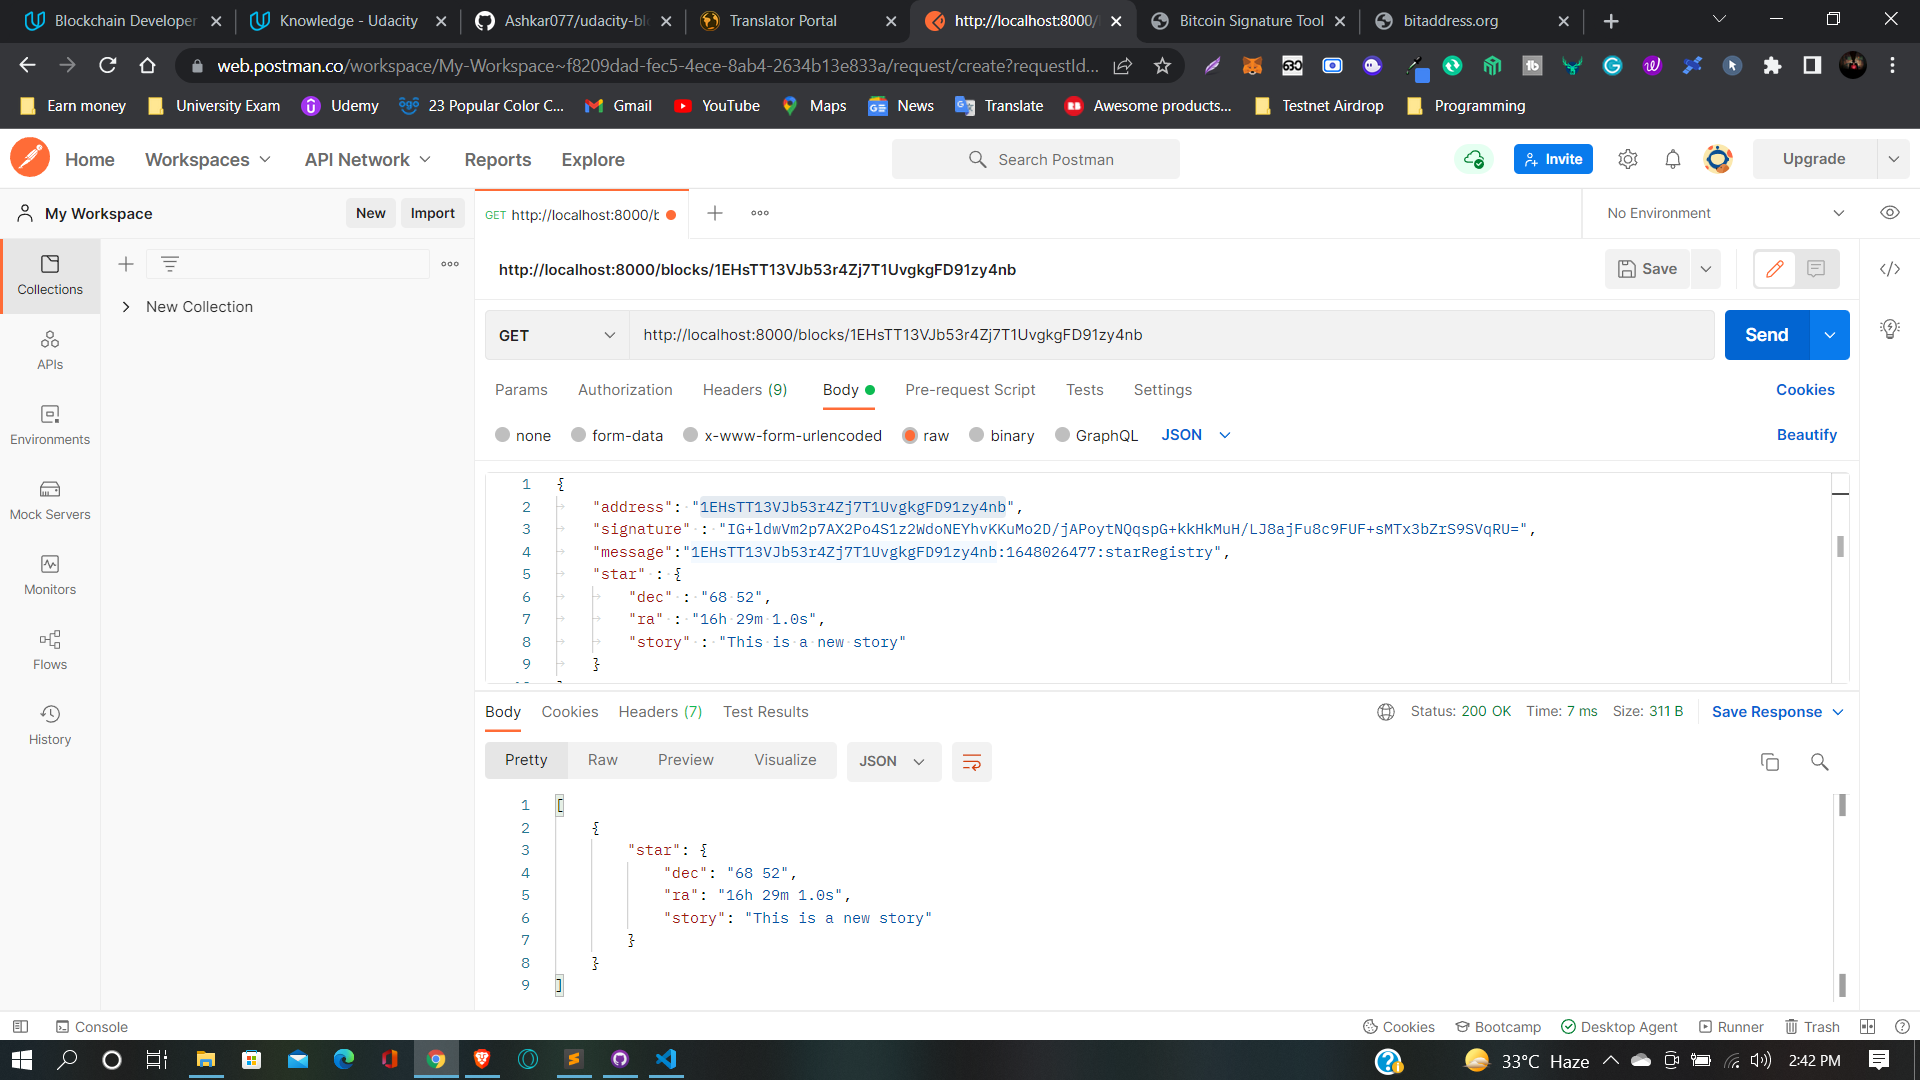 Blockchain Developer
Knowledge - Udacity
Ashkar077/udacity-blo
Translator Portal
http://localhost:8000/
Bitcoin Signature Tool
bitaddress.org
web.postman.co/workspace/My-Workspace~f8209dad-fec5-4ece-8ab4-2634b13e833a/request/create?requestId...
Earn money
University Exam
Udemy
23 Popular Color C...
Gmail
YouTube
Maps
News
Translate
Awesome products...
Testnet Airdrop
Programming
Home
Workspaces
API Network
Reports
Explore
Search Postman
Invite
Upgrade
My Workspace
New
Import
GET http://localhost:8000/b
No Environment
Collections
New Collection
APIs
Environments
Mock Servers
Monitors
Flows
History
http://localhost:8000/blocks/1EHsTT13VJb53r4Zj7T1UvgkgFD91zy4nb
Save
GET
http://localhost:8000/blocks/1EHsTT13VJb53r4Zj7T1UvgkgFD91zy4nb
Send
Params
Authorization
Headers (9)
Body
Pre-request Script
Tests
Settings
Cookies
none
form-data
x-www-form-urlencoded
raw
binary
GraphQL
JSON
Beautify
1 {
2 "address": "1EHsTT13VJb53r4Zj7T1UvgkgFD91zy4nb",
3 "signature" : "IG+ldwVm2p7AX2Po4S1z2WdoNEYhvKKuMo2D/jAPoytNQqspG+kkHkMuH/LJ8ajFu8c9FUF+sMTx3bZrS9SVqRU=",
4 "message":"1EHsTT13VJb53r4Zj7T1UvgkgFD91zy4nb:1648026477:starRegistry",
5 "star" : {
6 "dec" : "68 52",
7 "ra" : "16h 29m 1.0s",
8 "story" : "This is a new story"
9 }
Body
Cookies
Headers (7)
Test Results
Status: 200 OK
Time: 7 ms
Size: 311 B
Save Response
Pretty
Raw
Preview
Visualize
JSON
1 [
2 {
3 "star": {
4 "dec": "68 52",
5 "ra": "16h 29m 1.0s",
6 "story": "This is a new story"
7 }
8 }
9 ]
Console
Cookies
Bootcamp
Desktop Agent
Runner
Trash
33°C Haze
2:42 PM